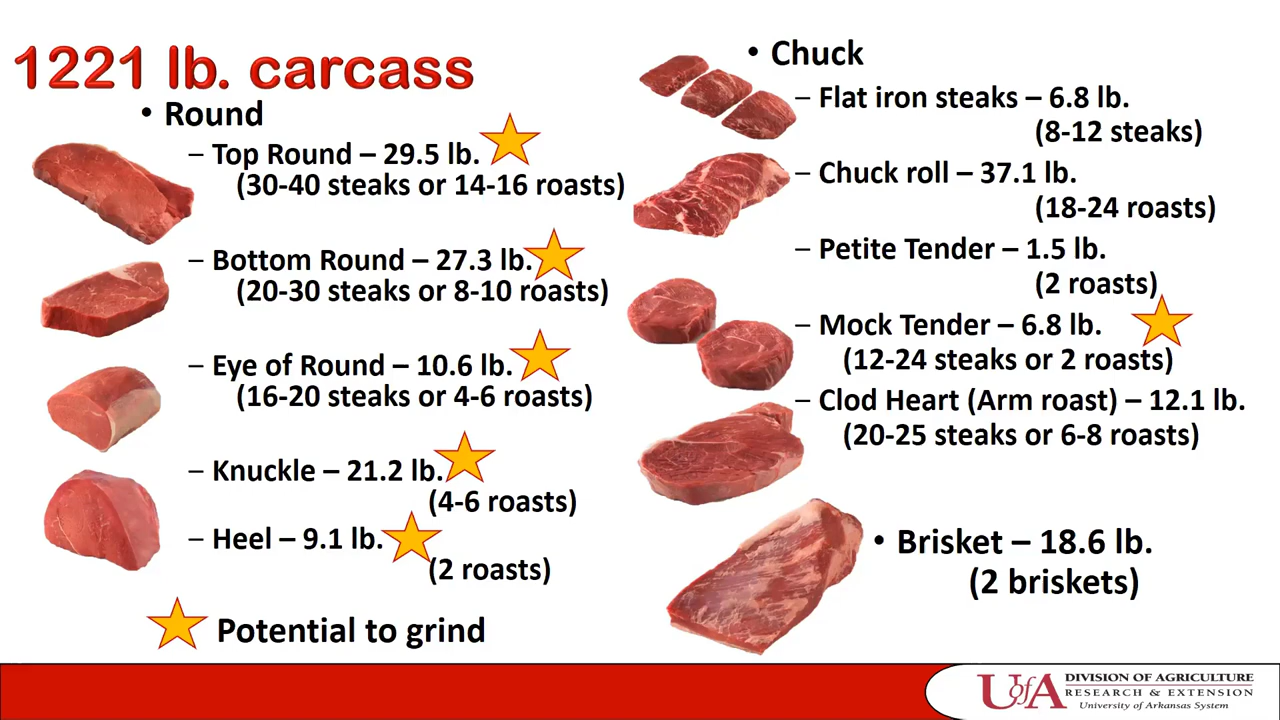 1221 lb. carcass
• Round
– Top Round – 29.5 lb.
(30-40 steaks or 14-16 roasts)
– Bottom Round – 27.3 lb.
(20-30 steaks or 8-10 roasts)
– Eye of Round – 10.6 lb.
(16-20 steaks or 4-6 roasts)
– Knuckle – 21.2 lb.
(4-6 roasts)
– Heel – 9.1 lb.
(2 roasts)
Potential to grind
• Chuck
– Flat iron steaks – 6.8 lb.
(8-12 steaks)
– Chuck roll – 37.1 lb.
(18-24 roasts)
– Petite Tender – 1.5 lb.
(2 roasts)
– Mock Tender – 6.8 lb.
(12-24 steaks or 2 roasts)
– Clod Heart (Arm roast) – 12.1 lb.
(20-25 steaks or 6-8 roasts)
• Brisket – 18.6 lb.
(2 briskets)
UofA
DIVISION OF AGRICULTURE
RESEARCH & EXTENSION
University of Arkansas System